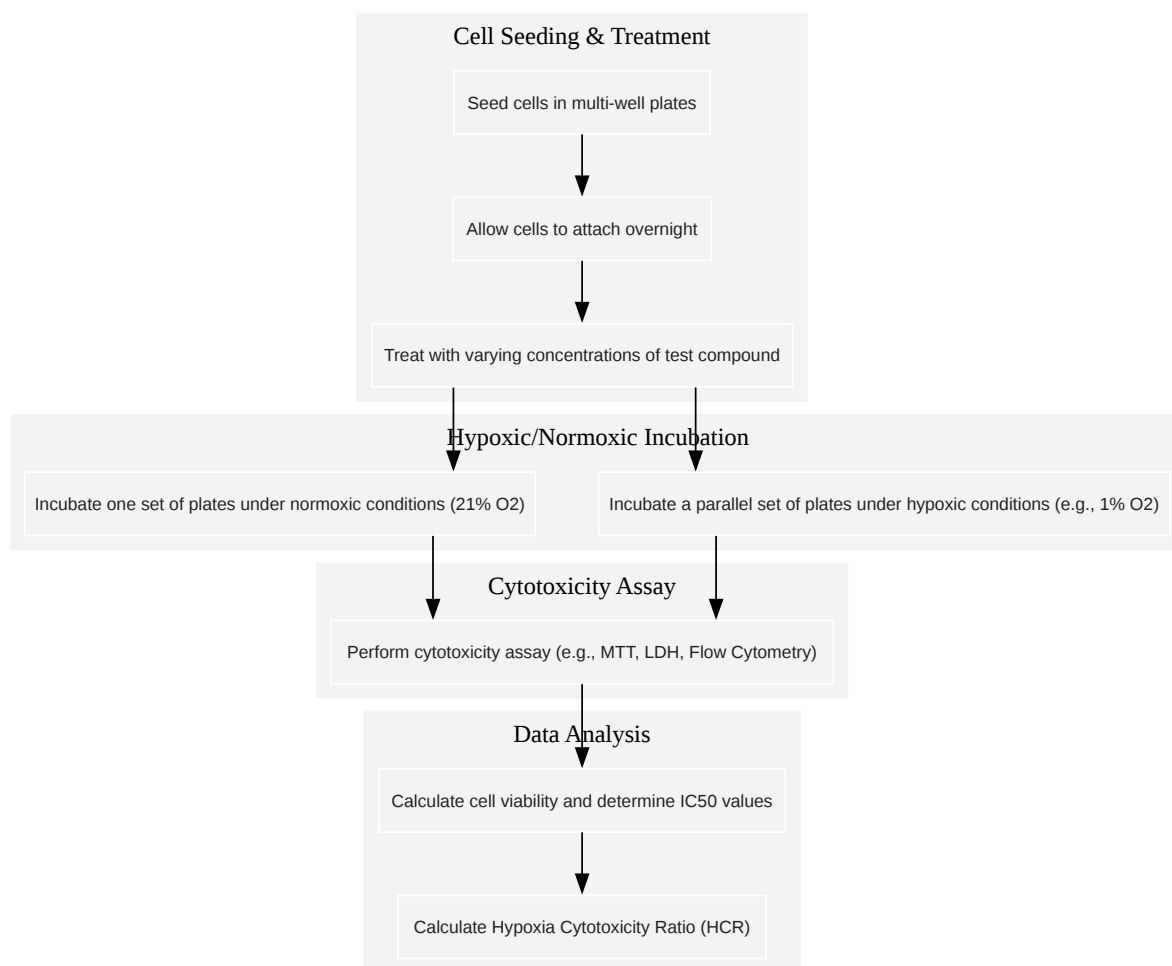 Cell Seeding & Treatment
Seed cells in multi-well plates
Allow cells to attach overnight
Treat with varying concentrations of test compound
Hypoxic/Normoxic Incubation
Incubate one set of plates under normoxic conditions (21% O2)
Incubate a parallel set of plates under hypoxic conditions (e.g., 1% O2)
Cytotoxicity Assay
Perform cytotoxicity assay (e.g., MTT, LDH, Flow Cytometry)
Data Analysis
Calculate cell viability and determine IC50 values
Calculate Hypoxia Cytotoxicity Ratio (HCR)